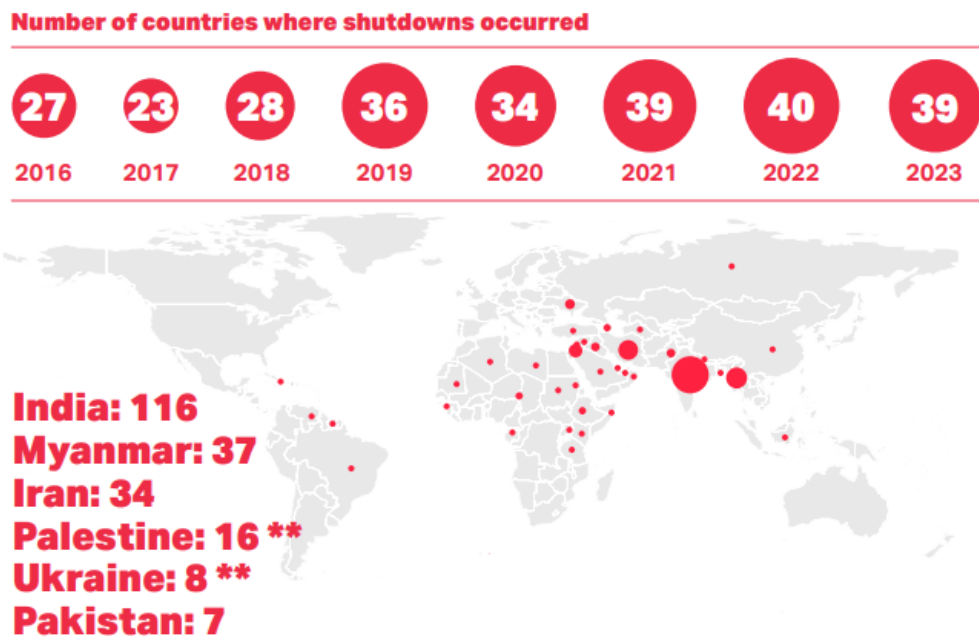 Number of countries where shutdowns occurred
27 23 28 36 34 39 40 39
2016 2017 2018 2019 2020 2021 2022 2023
India: 116
Myanmar: 37
Iran: 34
Palestine: 16 **
Ukraine: 8 **
Pakistan: 7